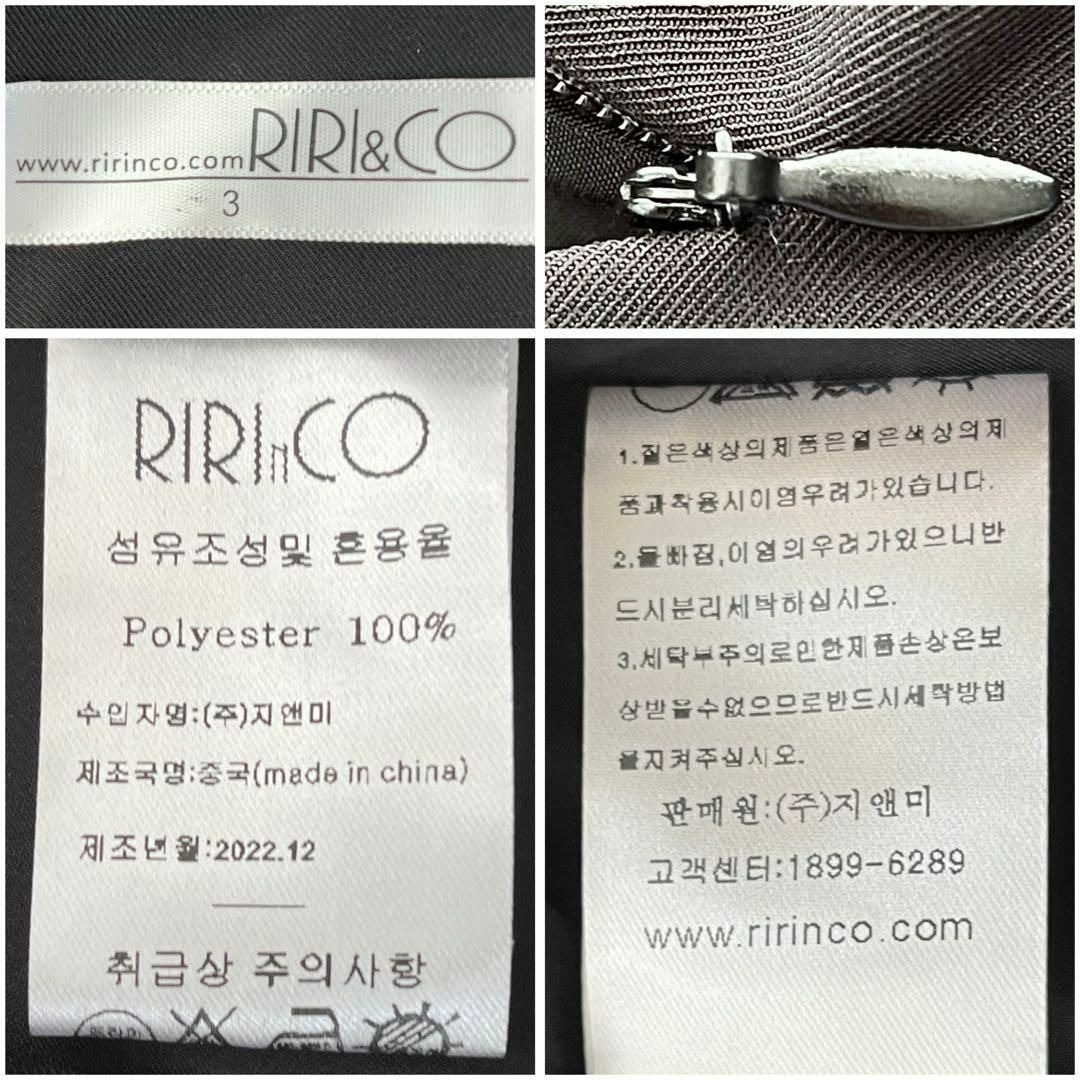 www.ririnco.com RIRI&CO
3
RIRInCO
섬유조성및 혼용율
Polyester 100%
수입자명:(주)지앤미
제조국명:중국(made in china)
제조년월:2022.12
취급상 주의사항
1.짙은색상의제품은옅은색상의제
품과착용시이염우려가있습니다.
2.물빠짐,이염의우려가있으니반
드시분리세탁하십시오.
3.세탁부주의로인한제품손상은보
상받을수없으므로반드시세탁방법
을지켜주십시오.
판매원:(주)지앤미
고객센터:1899-6289
www.ririnco.com